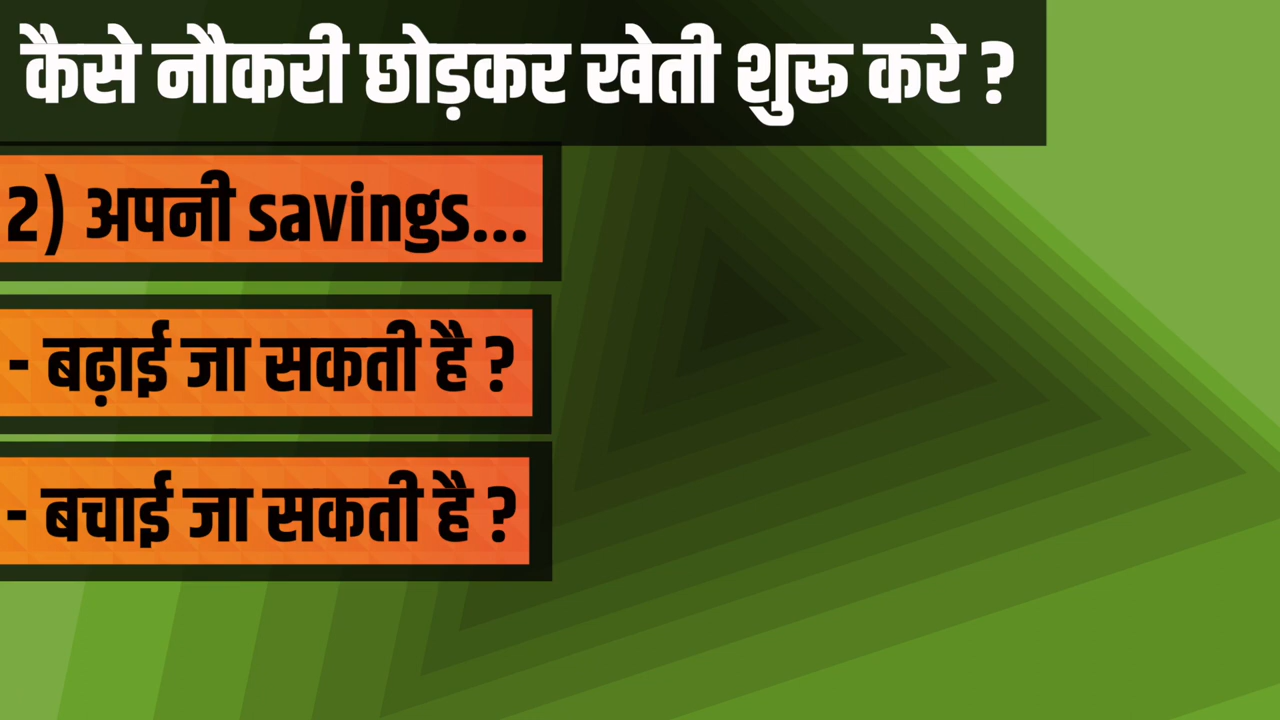 कैसे नौकरी छोड़कर खेती शुरू करे ?
2) अपनी savings...
- बढ़ाई जा सकती है ?
- बचाई जा सकती है ?